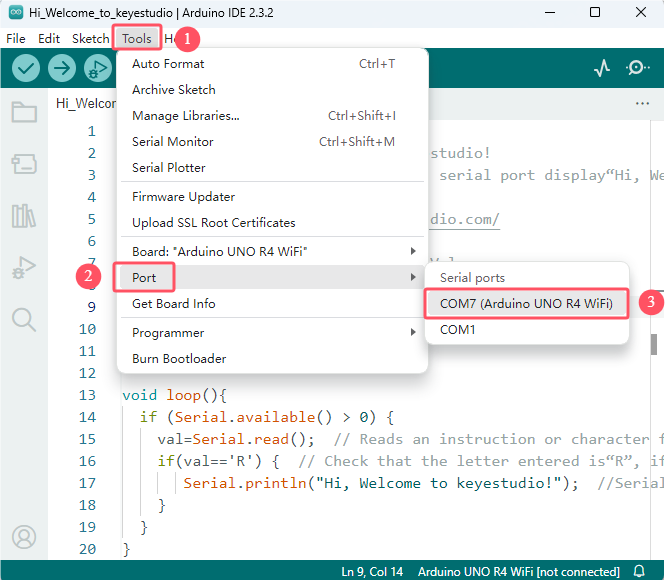 Hi_Welcome_to_keyestudio | Arduino IDE 2.3.2
File Edit Sketch Tools 1
Hi_Welcor
Auto Format Ctrl+T
Archive Sketch
Manage Libraries... Ctrl+Shift+I
Serial Monitor Ctrl+Shift+M
Serial Plotter
Firmware Updater
Upload SSL Root Certificates
Board: "Arduino UNO R4 WiFi"
2 Port
Get Board Info
Programmer
Burn Bootloader
Serial ports
COM7 (Arduino UNO R4 WiFi) 3
COM1
1
2 studio!
3 serial port display“Hi, We
4
5 dio.com/
6
7
9
10
11
13 void loop(){
14 if (Serial.available() > 0) {
15 val=Serial.read(); // Reads an instruction or character f
16 if(val=='R') { // Check that the letter entered is“R”, if
17 Serial.println("Hi, Welcome to keyestudio!"); //Serial
18 }
19 }
20 }
Ln 9, Col 14 Arduino UNO R4 WiFi [not connected]